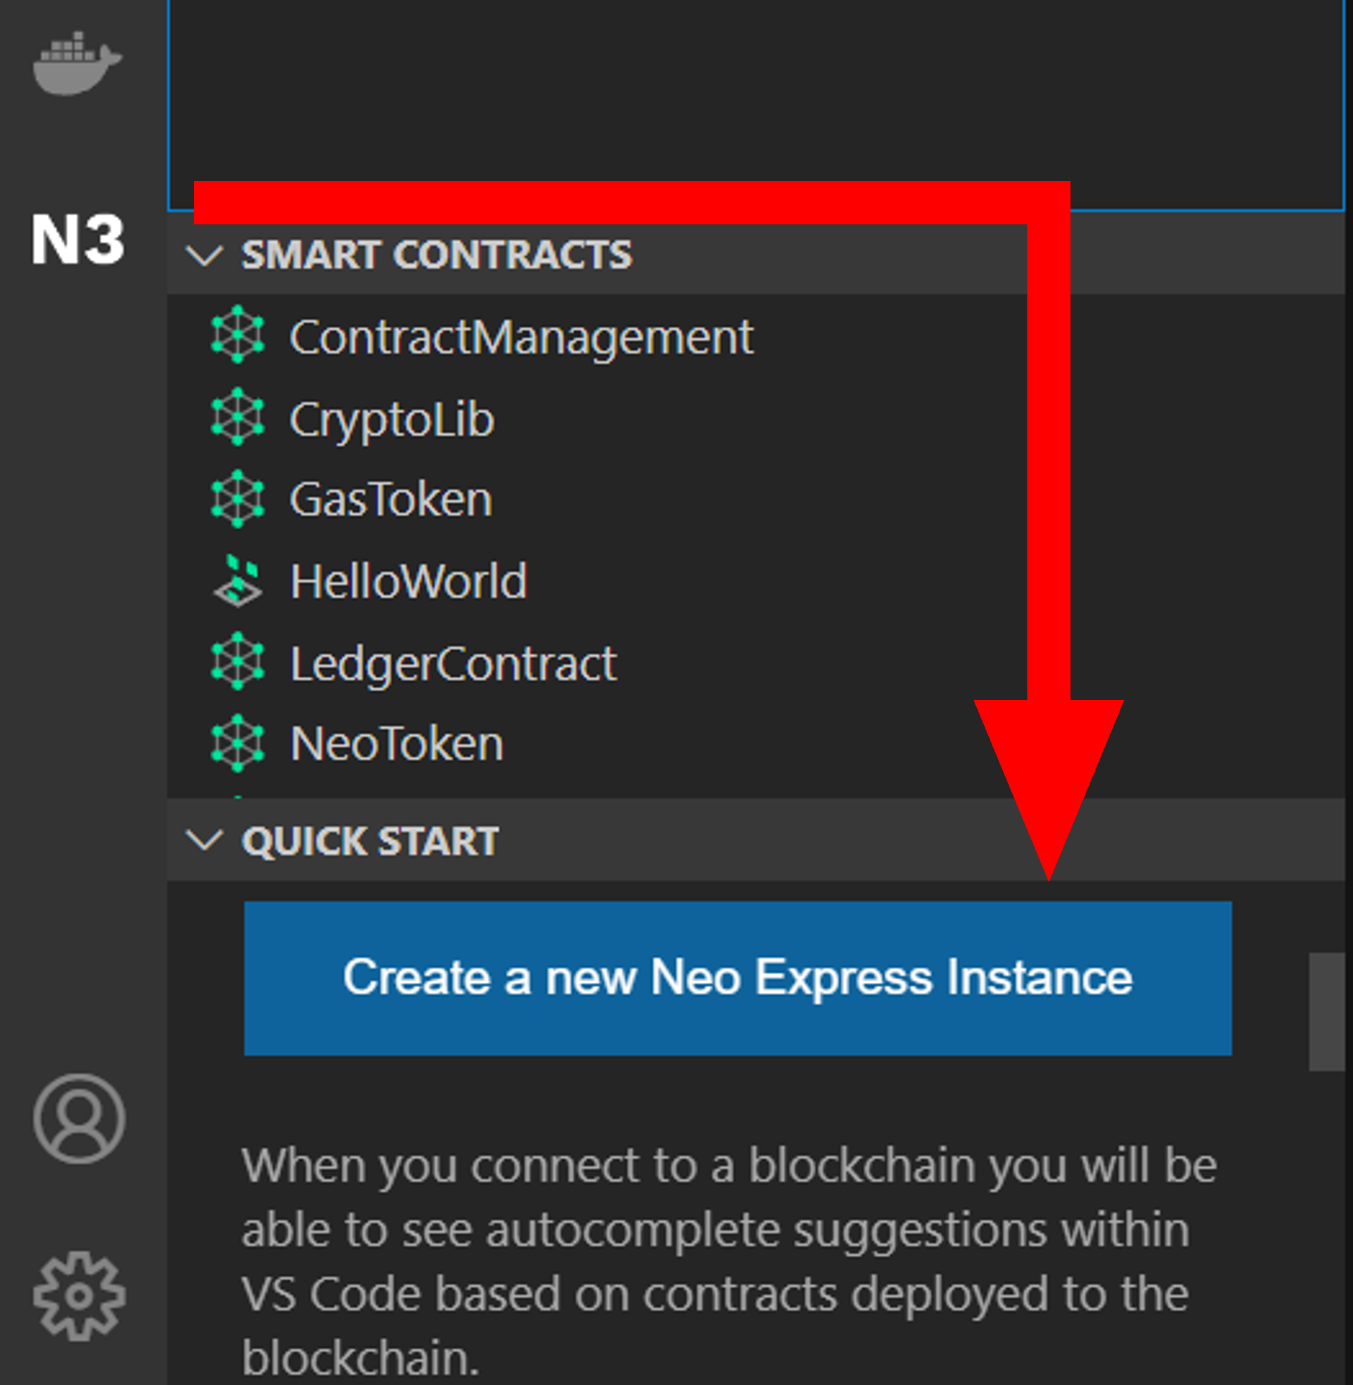 N3
SMART CONTRACTS
ContractManagement
CryptoLib
GasToken
HelloWorld
LedgerContract
NeoToken
QUICK START
Create a new Neo Express Instance
When you connect to a blockchain you will be
able to see autocomplete suggestions within
VS Code based on contracts deployed to the
blockchain.